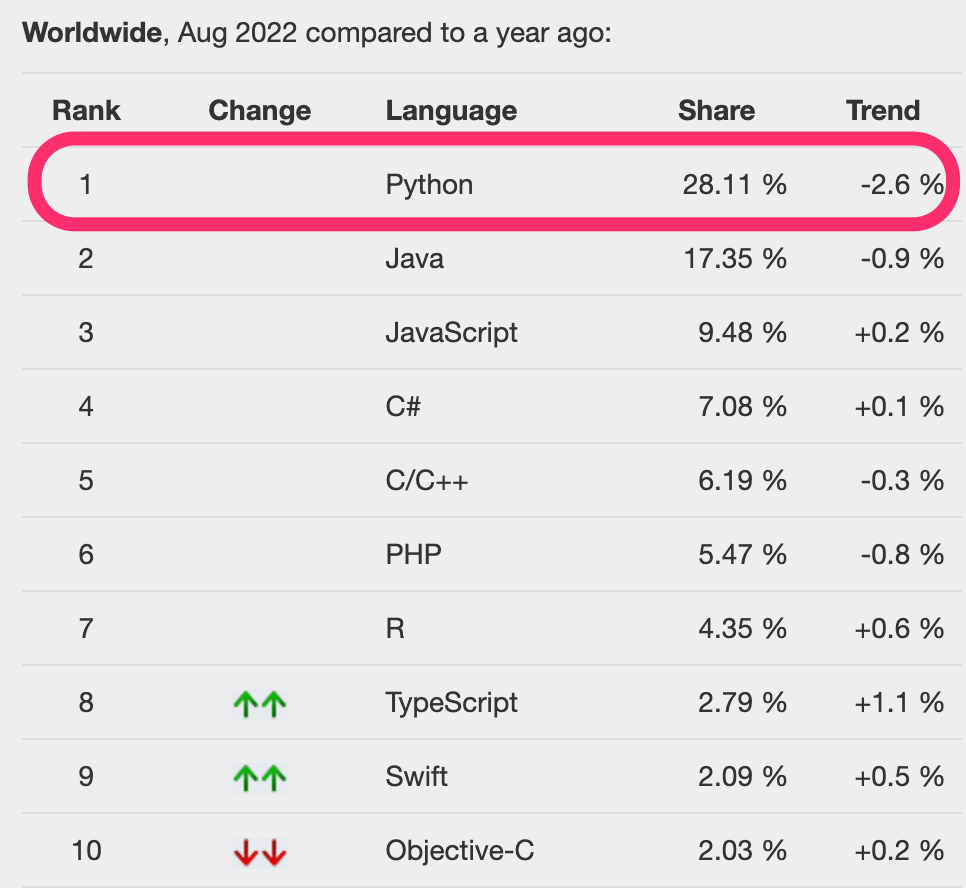 Worldwide, Aug 2022 compared to a year ago:
Rank Change Language Share Trend
1 Python 28.11 % -2.6 %
2 Java 17.35 % -0.9 %
3 JavaScript 9.48 % +0.2 %
4 C# 7.08 % +0.1 %
5 C/C++ 6.19 % -0.3 %
6 PHP 5.47 % -0.8 %
7 R 4.35 % +0.6 %
8 ↑↑ TypeScript 2.79 % +1.1 %
9 ↑↑ Swift 2.09 % +0.5 %
10 ↓↓ Objective-C 2.03 % +0.2 %